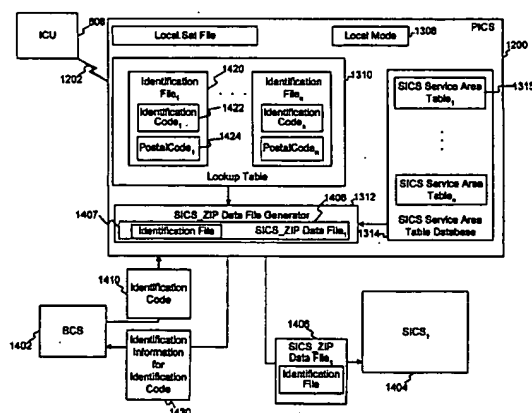 ICU
608
1202
PICS
Local.Sat File
Local Mode
1308
1200
1420
1310
Identification
File1
Identification
Code1
1422
PostalCode1
1424
. . .
Identification
Filen
Identification
Coden
PostalCoden
Lookup Table
SICS Service Area
Table1
1315
SICS Service Area
Tablen
SICS Service Area
Table Database
1314
1406
1312
SICS_ZIP Data File Generator
1407
Identification File
SICS_ZIP Data File1
1410
Identification
Code
BCS
1402
Identification
Information
for
Identification
Code
1430
1406
SICS_ZIP
Data File1
Identification
File
SICS1
1404